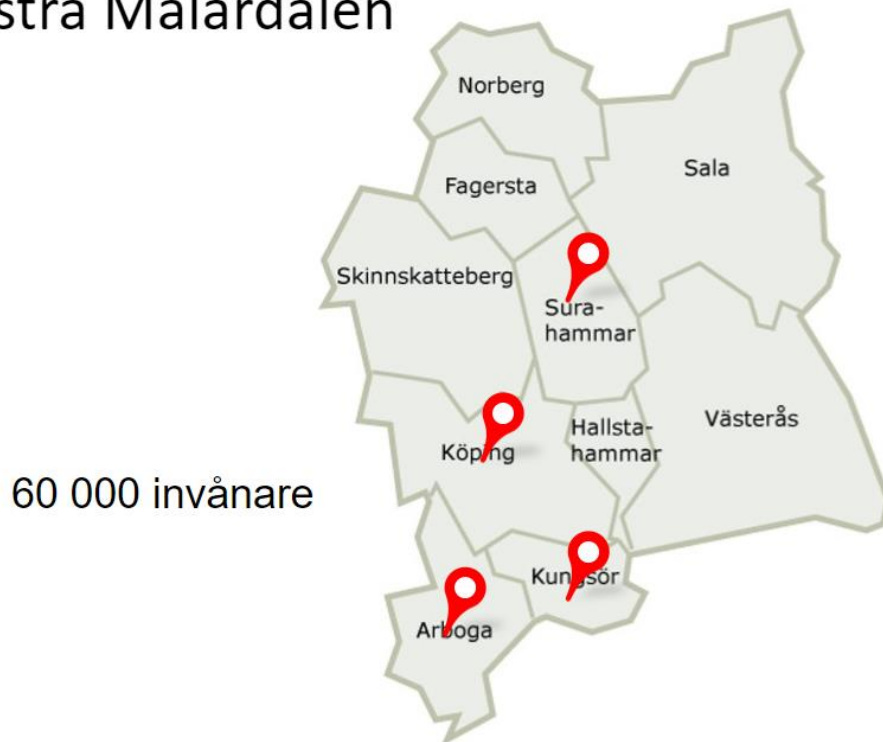 stra Mälardalen
Norberg
Sala
Fagersta
Skinnskatteberg
Sura-
hammar
Västerås
Hallsta-
hammar
Köping
60 000 invånare
Kungsör
Arboga